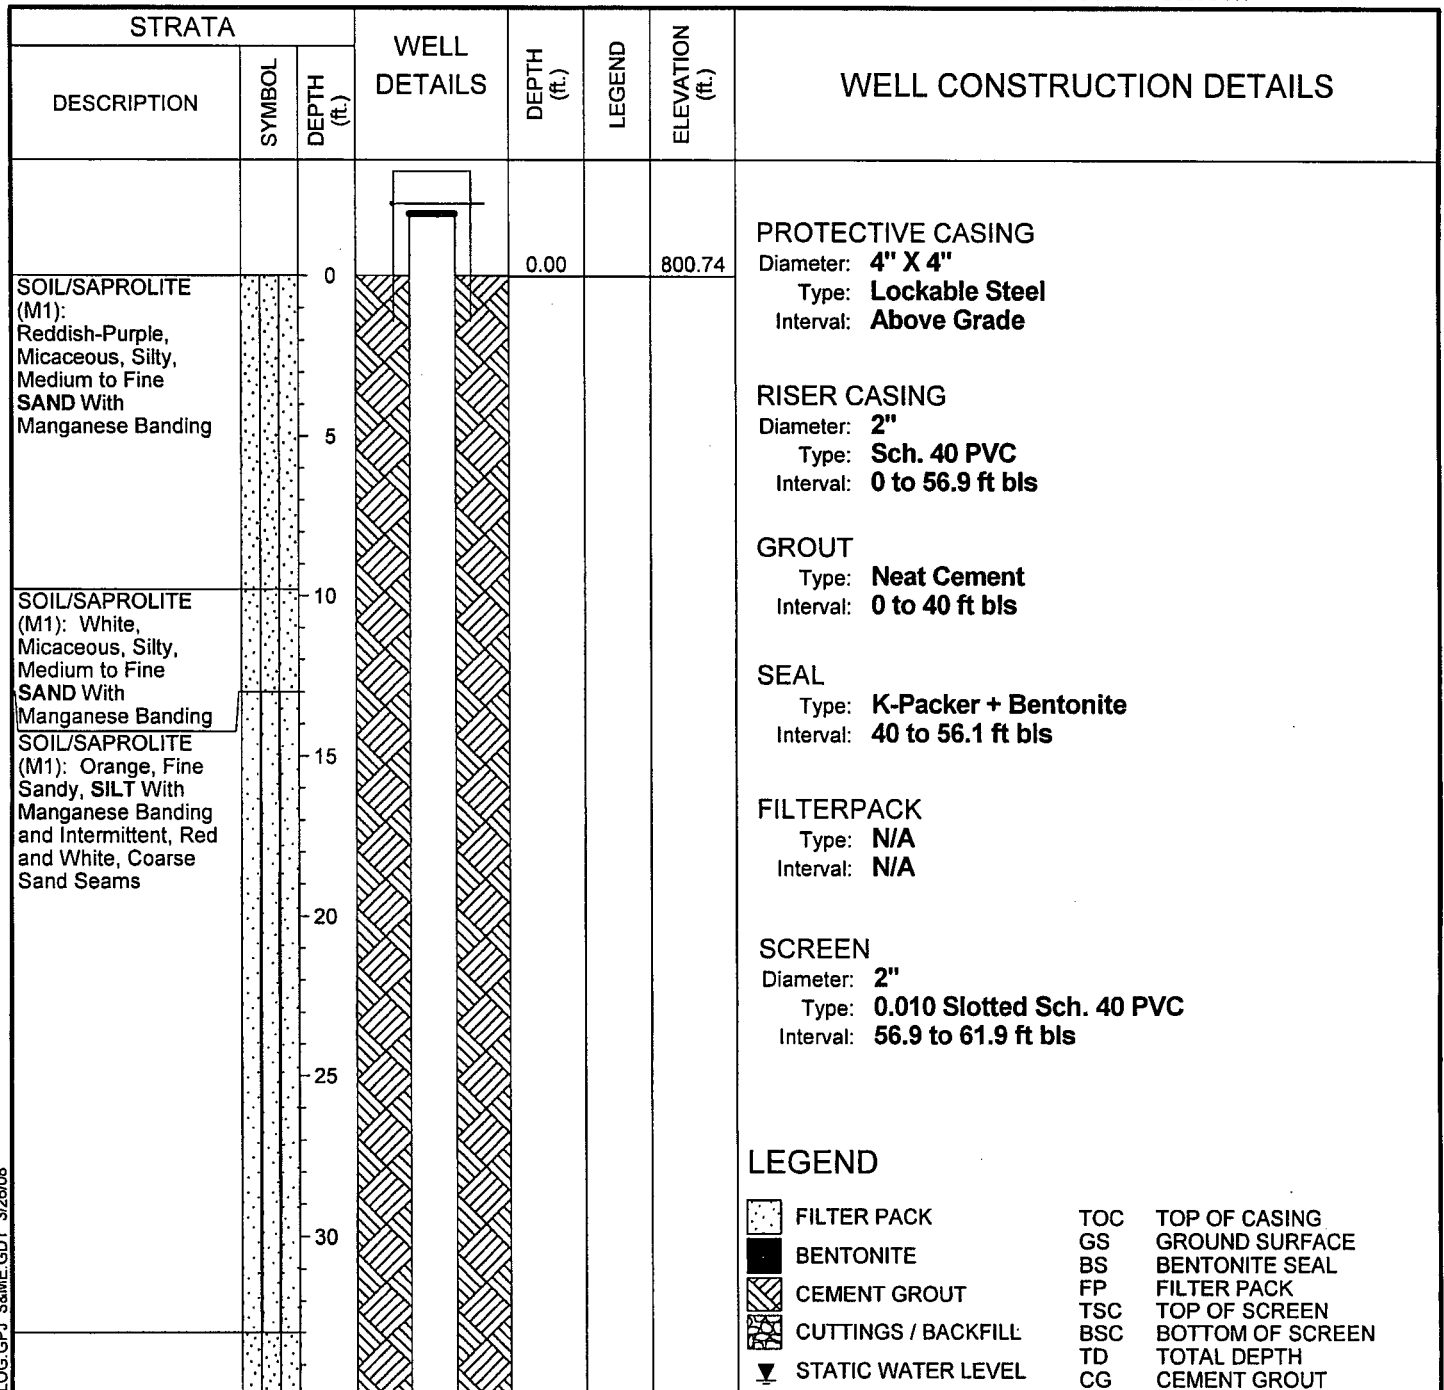 STRATA
DESCRIPTION
SYMBOL
DEPTH
(ft.)
WELL
DETAILS
DEPTH
(ft.)
LEGEND
ELEVATION
(ft.)
WELL CONSTRUCTION DETAILS
0.00
800.74
0
5
10
15
20
25
30
SOIL/SAPROLITE
(M1):
Reddish-Purple,
Micaceous, Silty,
Medium to Fine
SAND With
Manganese Banding
SOIL/SAPROLITE
(M1): White,
Micaceous, Silty,
Medium to Fine
SAND With
Manganese Banding
SOIL/SAPROLITE
(M1): Orange, Fine
Sandy, SILT With
Manganese Banding
and Intermittent, Red
and White, Coarse
Sand Seams
PROTECTIVE CASING
Diameter: 4" X 4"
Type: Lockable Steel
Interval: Above Grade
RISER CASING
Diameter: 2"
Type: Sch. 40 PVC
Interval: 0 to 56.9 ft bls
GROUT
Type: Neat Cement
Interval: 0 to 40 ft bls
SEAL
Type: K-Packer + Bentonite
Interval: 40 to 56.1 ft bls
FILTERPACK
Type: N/A
Interval: N/A
SCREEN
Diameter: 2"
Type: 0.010 Slotted Sch. 40 PVC
Interval: 56.9 to 61.9 ft bls
LEGEND
FILTER PACK
BENTONITE
CEMENT GROUT
CUTTINGS / BACKFILL
STATIC WATER LEVEL
TOC TOP OF CASING
GS GROUND SURFACE
BS BENTONITE SEAL
FP FILTER PACK
TSC TOP OF SCREEN
BSC BOTTOM OF SCREEN
TD TOTAL DEPTH
CG CEMENT GROUT
LOG.GPJ S&ME.GDT 3/26/08